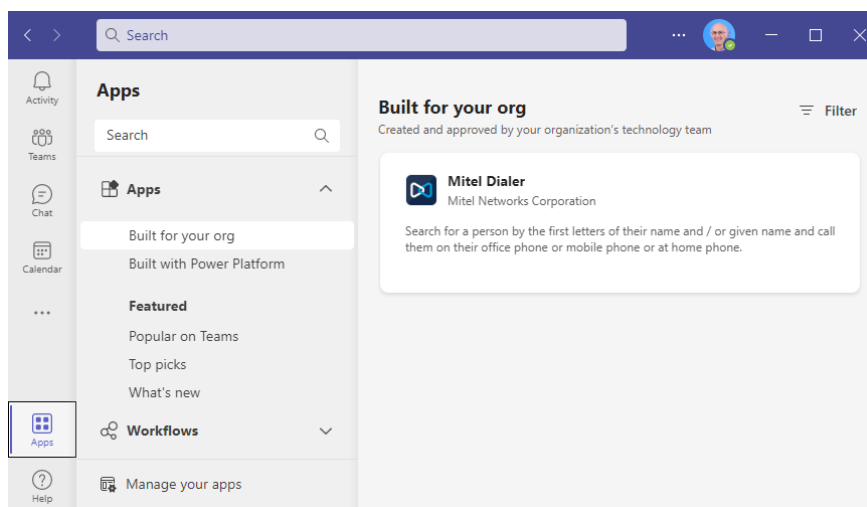 Search
Activity
Teams
Chat
Calendar
Apps
Help
Apps
Search
Apps
Built for your org
Built with Power Platform
Featured
Popular on Teams
Top picks
What's new
Workflows
Manage your apps
Built for your org
Filter
Created and approved by your organization's technology team
Mitel Dialer
Mitel Networks Corporation
Search for a person by the first letters of their name and / or given name and call
them on their office phone or mobile phone or at home phone.